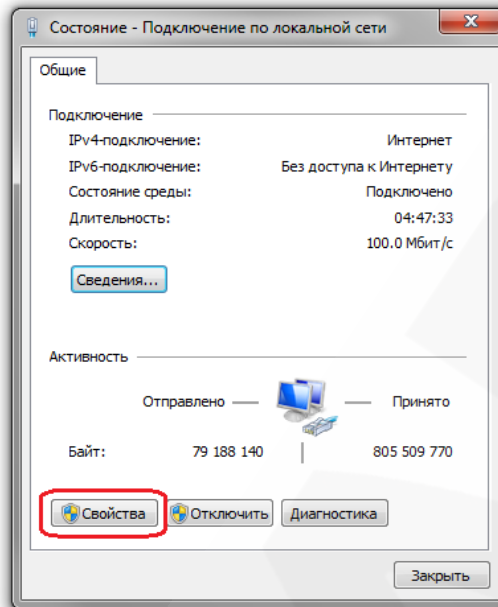 Состояние - Подключение по локальной сети
Общие
Подключение
IPv4-подключение: Интернет
IPv6-подключение: Без доступа к Интернету
Состояние среды: Подключено
Длительность: 04:47:33
Скорость: 100.0 Мбит/с
Сведения...
Активность
Отправлено — — Принято
Байт: 79 188 140 | 805 509 770
Свойства Отключить Диагностика
Закрыть